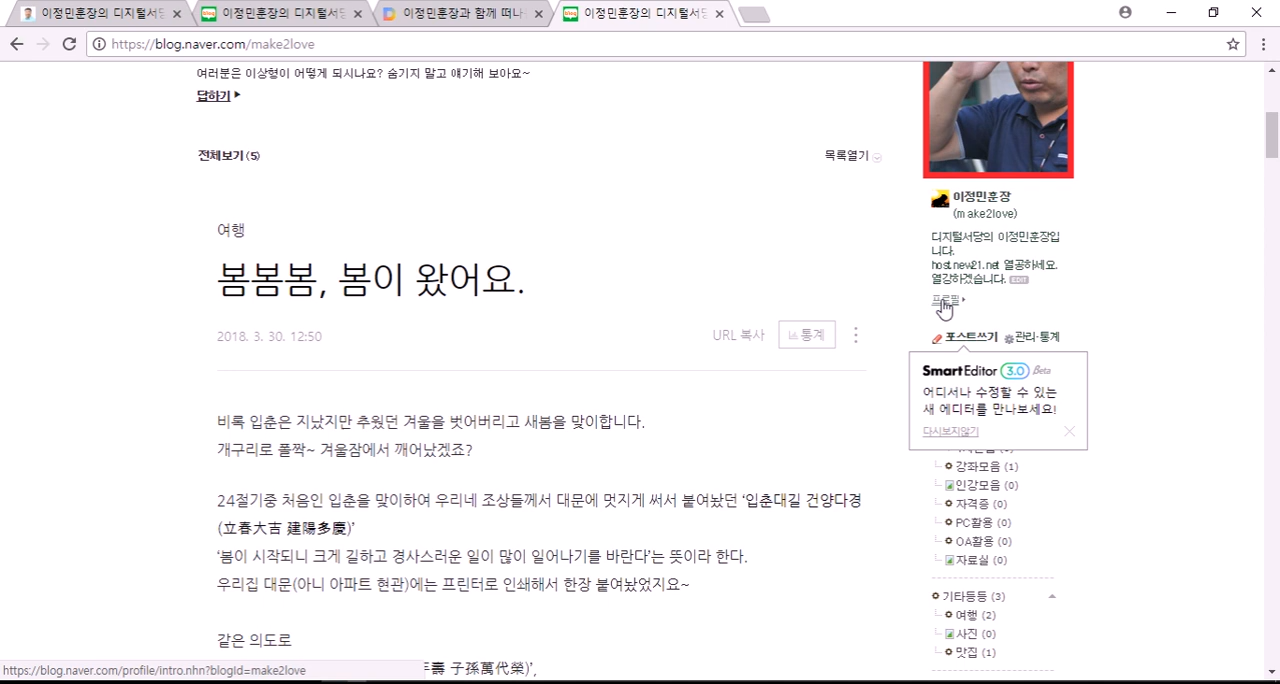 이정민훈장의 디지털서당
이정민훈장의 디지털서당
이정민훈장과 함께 떠나
이정민훈장의 디지털서당
https://blog.naver.com/make2love
여러분은 이상형이 어떻게 되시나요? 숨기지 말고 얘기해 보아요~
답하기
전체보기 (5)
목록열기
여행
봄봄봄, 봄이 왔어요.
2018. 3. 30. 12:50
URL 복사
통계
비록 입춘은 지났지만 추웠던 겨울을 벗어버리고 새봄을 맞이합니다.
개구리로 폴짝~ 겨울잠에서 깨어났겠죠?
24절기중 처음인 입춘을 맞이하여 우리네 조상들께서 대문에 멋지게 써서 붙여놨던 ‘입춘대길 건양다경
(立春大吉 建陽多慶)’
‘봄이 시작되니 크게 길하고 경사스러운 일이 많이 일어나기를 바란다’는 뜻이라 한다.
우리집 대문(아니 아파트 현관)에는 프린터로 인쇄해서 한장 붙여놨었지요~
같은 의도로
壽 子孫萬代榮)’,
이정민훈장
(make2love)
디지털서당의 이정민훈장입
니다.
host.new21.net 열공하세요.
열강하겠습니다. EDIT
프로필
포스트쓰기
관리·통계
SmartEditor 3.0 Beta
어디서나 수정할 수 있는
새 에디터를 만나보세요!
다시보지않기
강좌모음 (1)
인강모음 (0)
자격증 (0)
PC활용 (0)
OA활용 (0)
자료실 (0)
기타등등 (3)
여행 (2)
사진 (0)
맛집 (1)
https://blog.naver.com/profile/intro.nhn?blogId=make2love